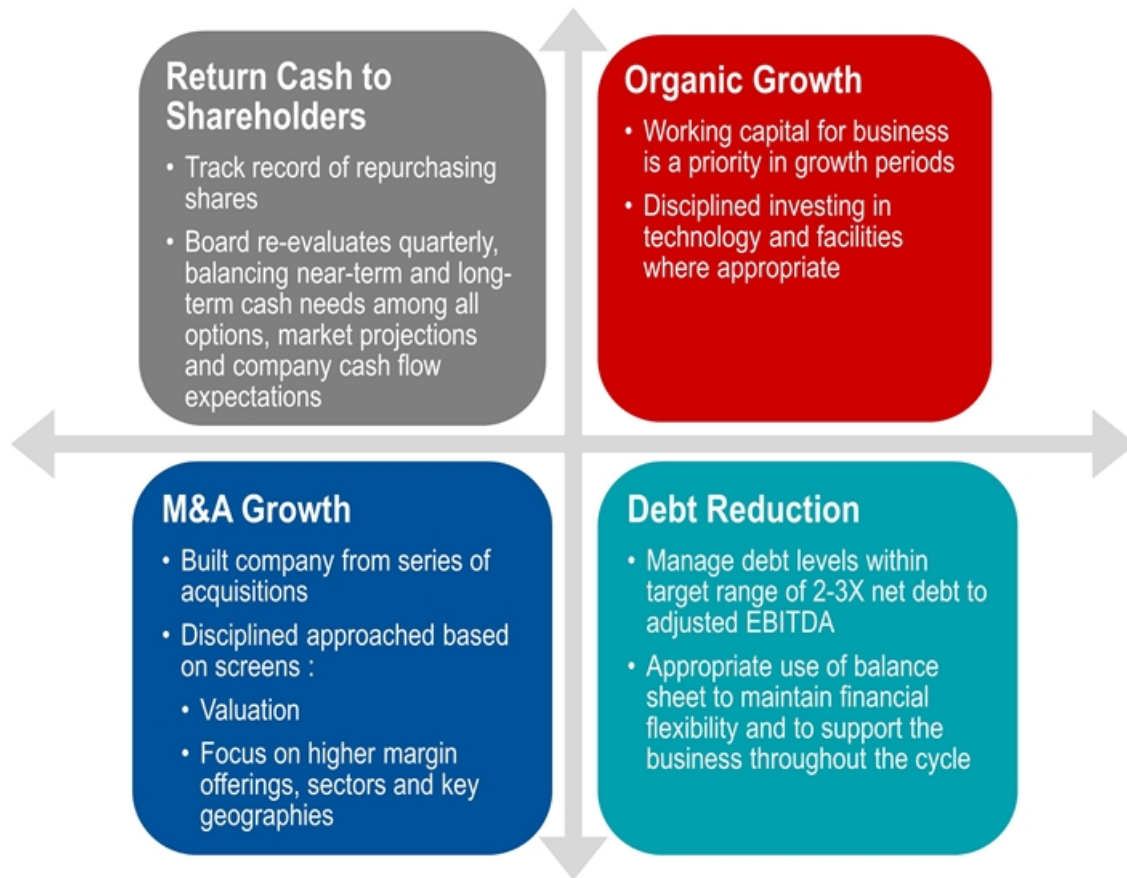 Return Cash to
Shareholders
• Track record of repurchasing
shares
• Board re-evaluates quarterly,
balancing near-term and long-
term cash needs among all
options, market projections
and company cash flow
expectations
Organic Growth
• Working capital for business
is a priority in growth periods
• Disciplined investing in
technology and facilities
where appropriate
M&A Growth
• Built company from series of
acquisitions
• Disciplined approached based
on screens :
• Valuation
• Focus on higher margin
offerings, sectors and key
geographies
Debt Reduction
• Manage debt levels within
target range of 2-3X net debt to
adjusted EBITDA
• Appropriate use of balance
sheet to maintain financial
flexibility and to support the
business throughout the cycle